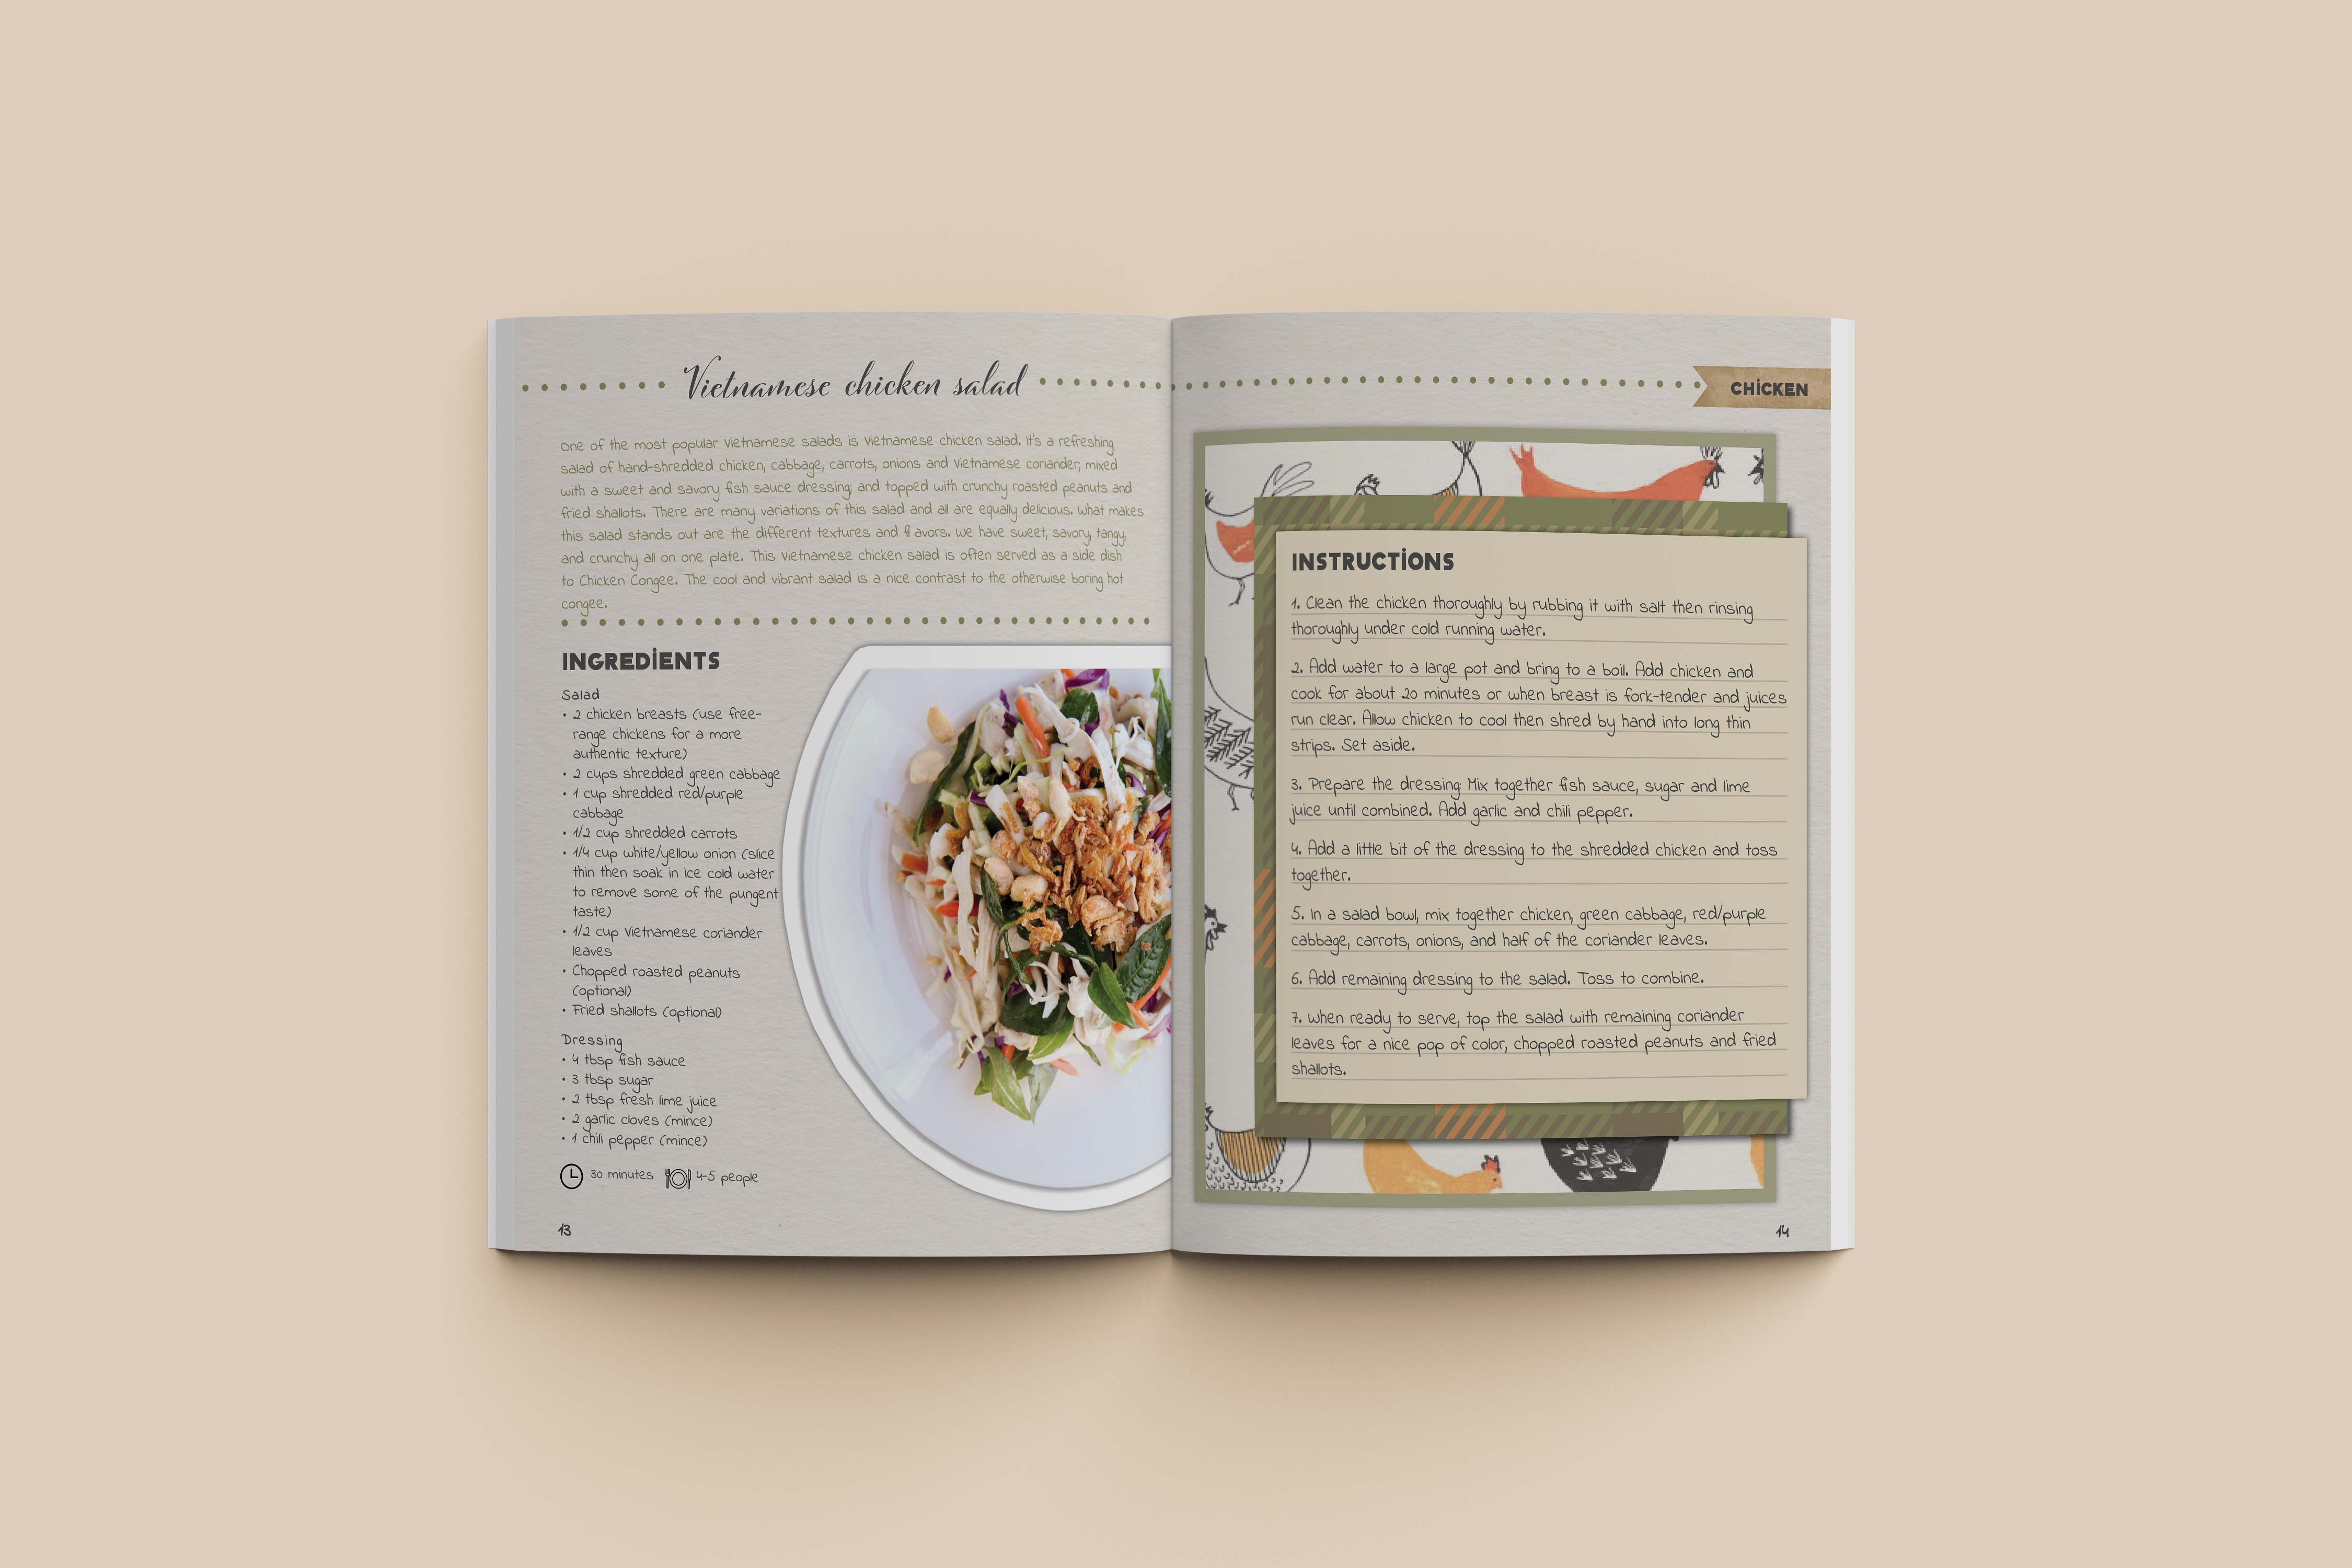 Vietnamese chicken salad
One of the most popular Vietnamese salads is Vietnamese chicken salad. It's a refreshing
salad of hand-shredded chicken, cabbage, carrots, onions and Vietnamese coriander, mixed
with a sweet and savory fish sauce dressing; and topped with crunchy roasted peanuts and
fried shallots. There are many variations of this salad and all are equally delicious. What makes
this salad stands out are the different textures and fl avors. We have sweet, savory, tangy,
and crunchy all on one plate. This Vietnamese chicken salad is often served as a side dish
to Chicken Congee. The cool and vibrant salad is a nice contrast to the otherwise boring hot
congee.
INGREDIENTS
Salad
• 2 chicken breasts (use free-
range chickens for a more
authentic texture)
• 2 cups shredded green cabbage
• 1 cup shredded red/purple
cabbage
• 1/2 cup shredded carrots
• 1/4 cup white/yellow onion (slice
thin then soak in ice cold water
to remove some of the pungent
taste)
• 1/2 cup Vietnamese coriander
leaves
• Chopped roasted peanuts
(optional)
• Fried shallots (optional)
Dressing
• 4 tbsp fish sauce
• 3 tbsp sugar
• 2 tbsp fresh lime juice
• 2 garlic cloves (mince)
• 1 chili pepper (mince)
30 minutes 4-5 people
13
CHICKEN
INSTRUCTIONS
1. Clean the chicken thoroughly by rubbing it with salt then rinsing
thoroughly under cold running water.
2. Add water to a large pot and bring to a boil. Add chicken and
cook for about 20 minutes or when breast is fork-tender and juices
run clear. Allow chicken to cool then shred by hand into long thin
strips. Set aside.
3. Prepare the dressing: Mix together fish sauce, sugar and lime
juice until combined. Add garlic and chili pepper.
4. Add a little bit of the dressing to the shredded chicken and toss
together.
5. In a salad bowl, mix together chicken, green cabbage, red/purple
cabbage, carrots, onions, and half of the coriander leaves.
6. Add remaining dressing to the salad. Toss to combine.
7. When ready to serve, top the salad with remaining coriander
leaves for a nice pop of color, chopped roasted peanuts and fried
shallots.
14